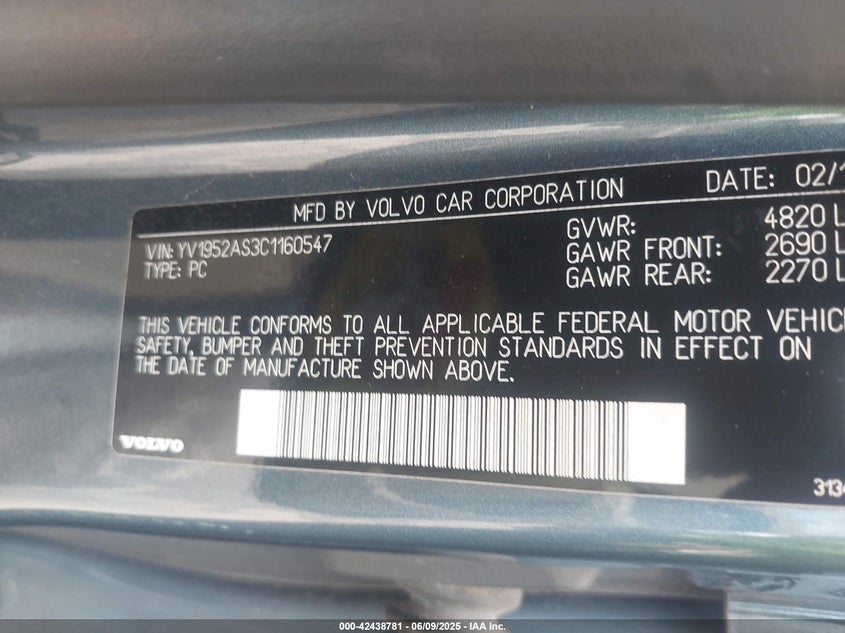 MFD BY VOLVO CAR CORPORATION
DATE: 02/1
VIN: YV1952AS3C1160547
TYPE: PC
GVWR: 4820 L
GAWR FRONT: 2690 L
GAWR REAR: 2270 L
THIS VEHICLE CONFORMS TO ALL APPLICABLE FEDERAL MOTOR VEHIC
SAFETY, BUMPER AND THEFT PREVENTION STANDARDS IN EFFECT ON
THE DATE OF MANUFACTURE SHOWN ABOVE.
VOLVO
3134
000-42438781 - 06/09/2025 - IAA Inc.